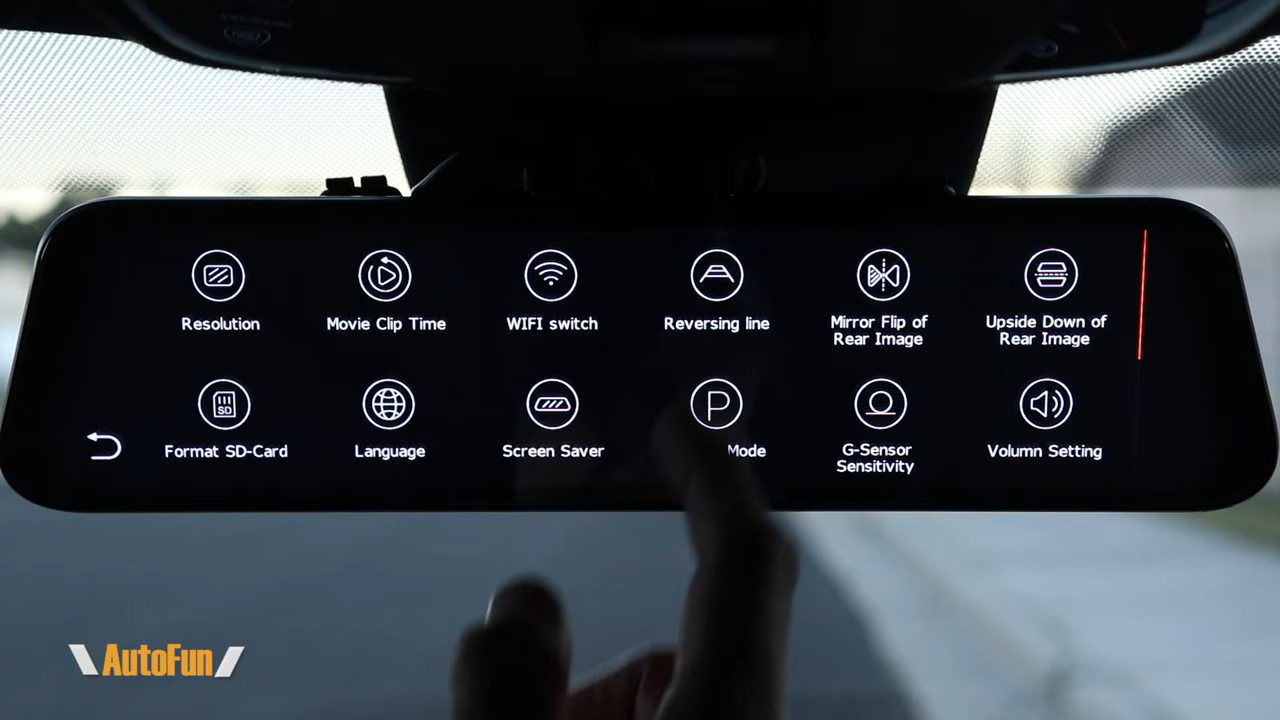 Resolution
Movie Clip Time
WIFI switch
Reversing line
Mirror Flip of
Rear Image
Upside Down of
Rear Image
SD
Format SD-Card
Language
Screen Saver
P
Mode
G-Sensor
Sensitivity
Volumn Setting
AutoFun